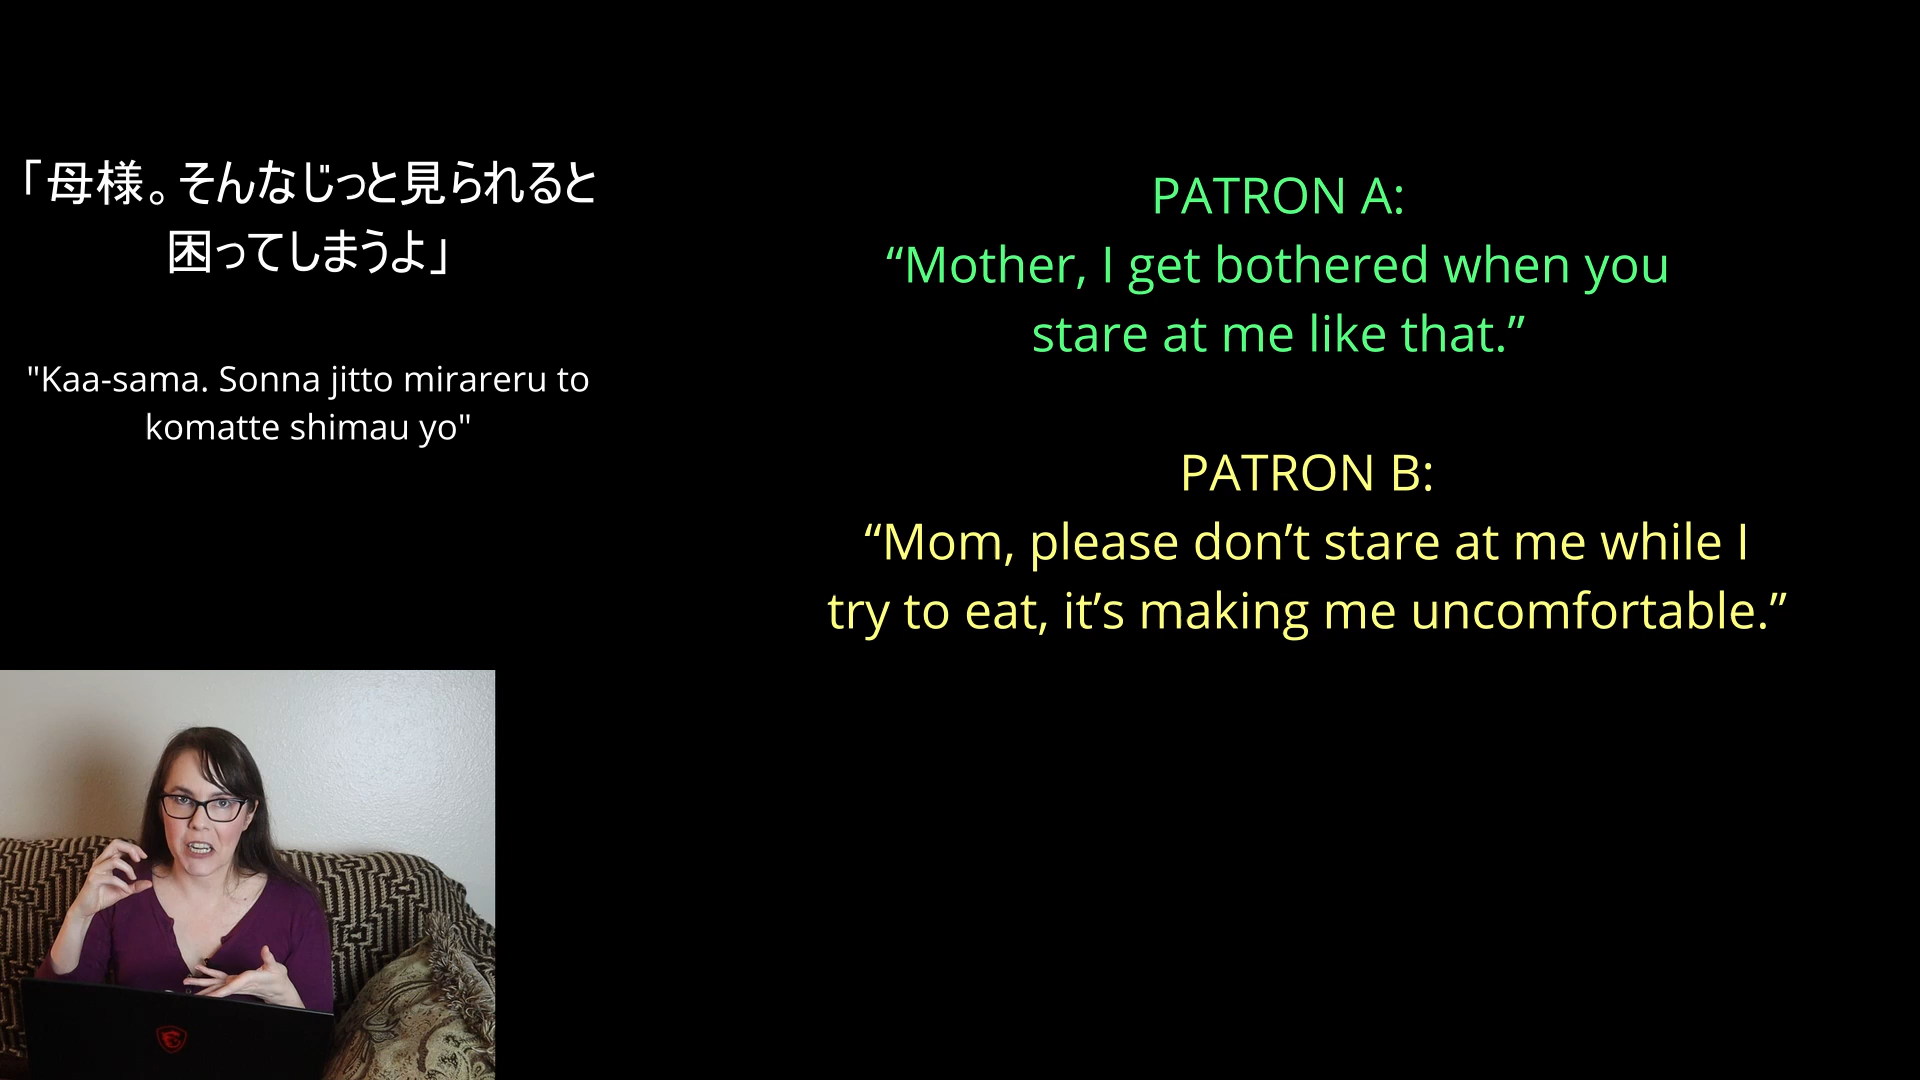 「母様。そんなじっと見られると
困ってしまうよ」
"Kaa-sama. Sonna jitto mirareru to
komatte shimau yo"
PATRON A:
“Mother, I get bothered when you
stare at me like that.”
PATRON B:
“Mom, please don’t stare at me while I
try to eat, it’s making me uncomfortable.”